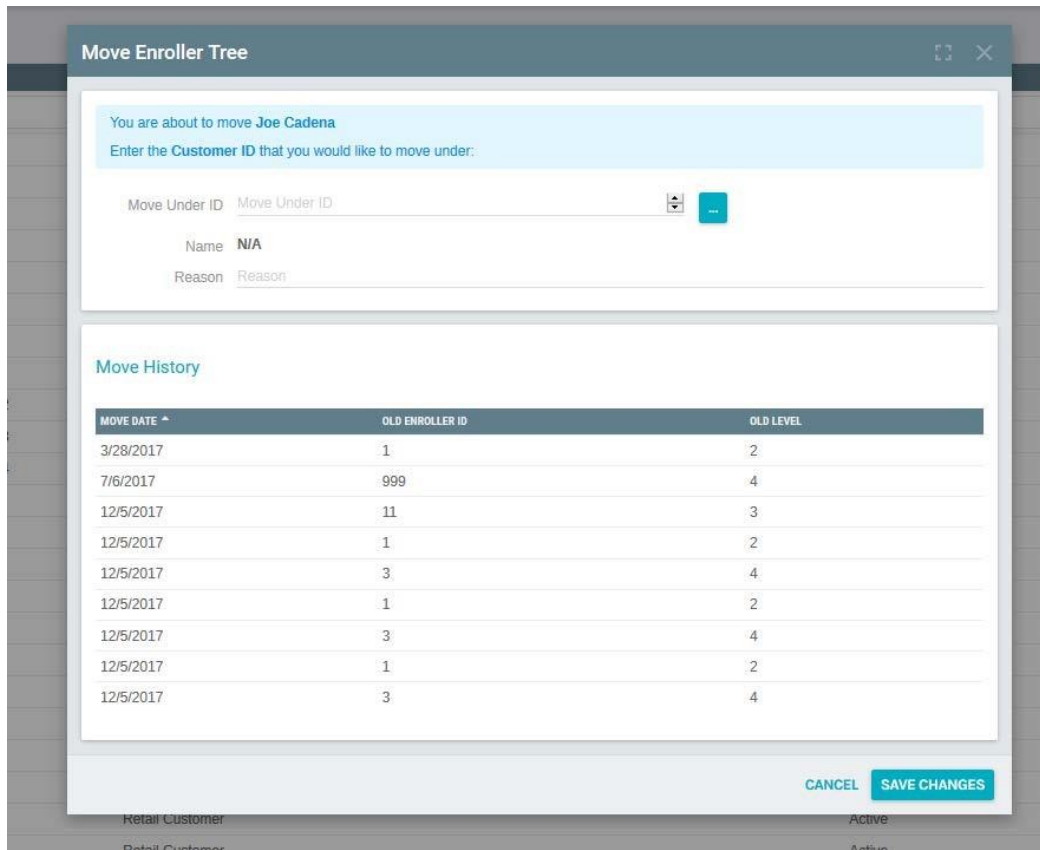 Move Enroller Tree
You are about to move Joe Cadena
Enter the Customer ID that you would like to move under:
Move Under ID Move Under ID ...
Name N/A
Reason Reason
Move History
MOVE DATE OLD ENROLLER ID OLD LEVEL
3/28/2017 1 2
7/6/2017 999 4
12/5/2017 11 3
12/5/2017 1 2
12/5/2017 3 4
12/5/2017 1 2
12/5/2017 3 4
12/5/2017 1 2
12/5/2017 3 4
CANCEL SAVE CHANGES
Retail Customer Active
Retail Customer Active